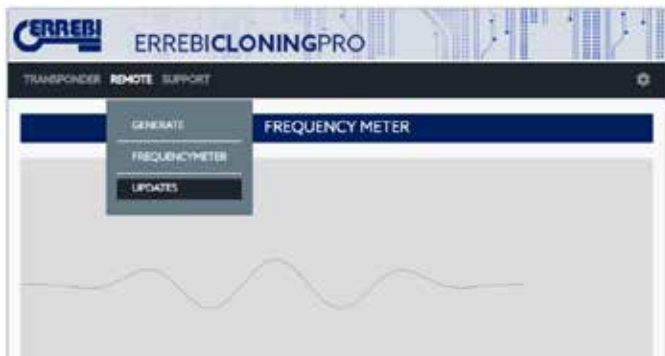 ERREBI
ERREBICLONINGPRO
TRANSPONDER REMOTE SUPPORT
GENERATE
FREQUENCY METER
FREQUENCYMETER
UPDATES